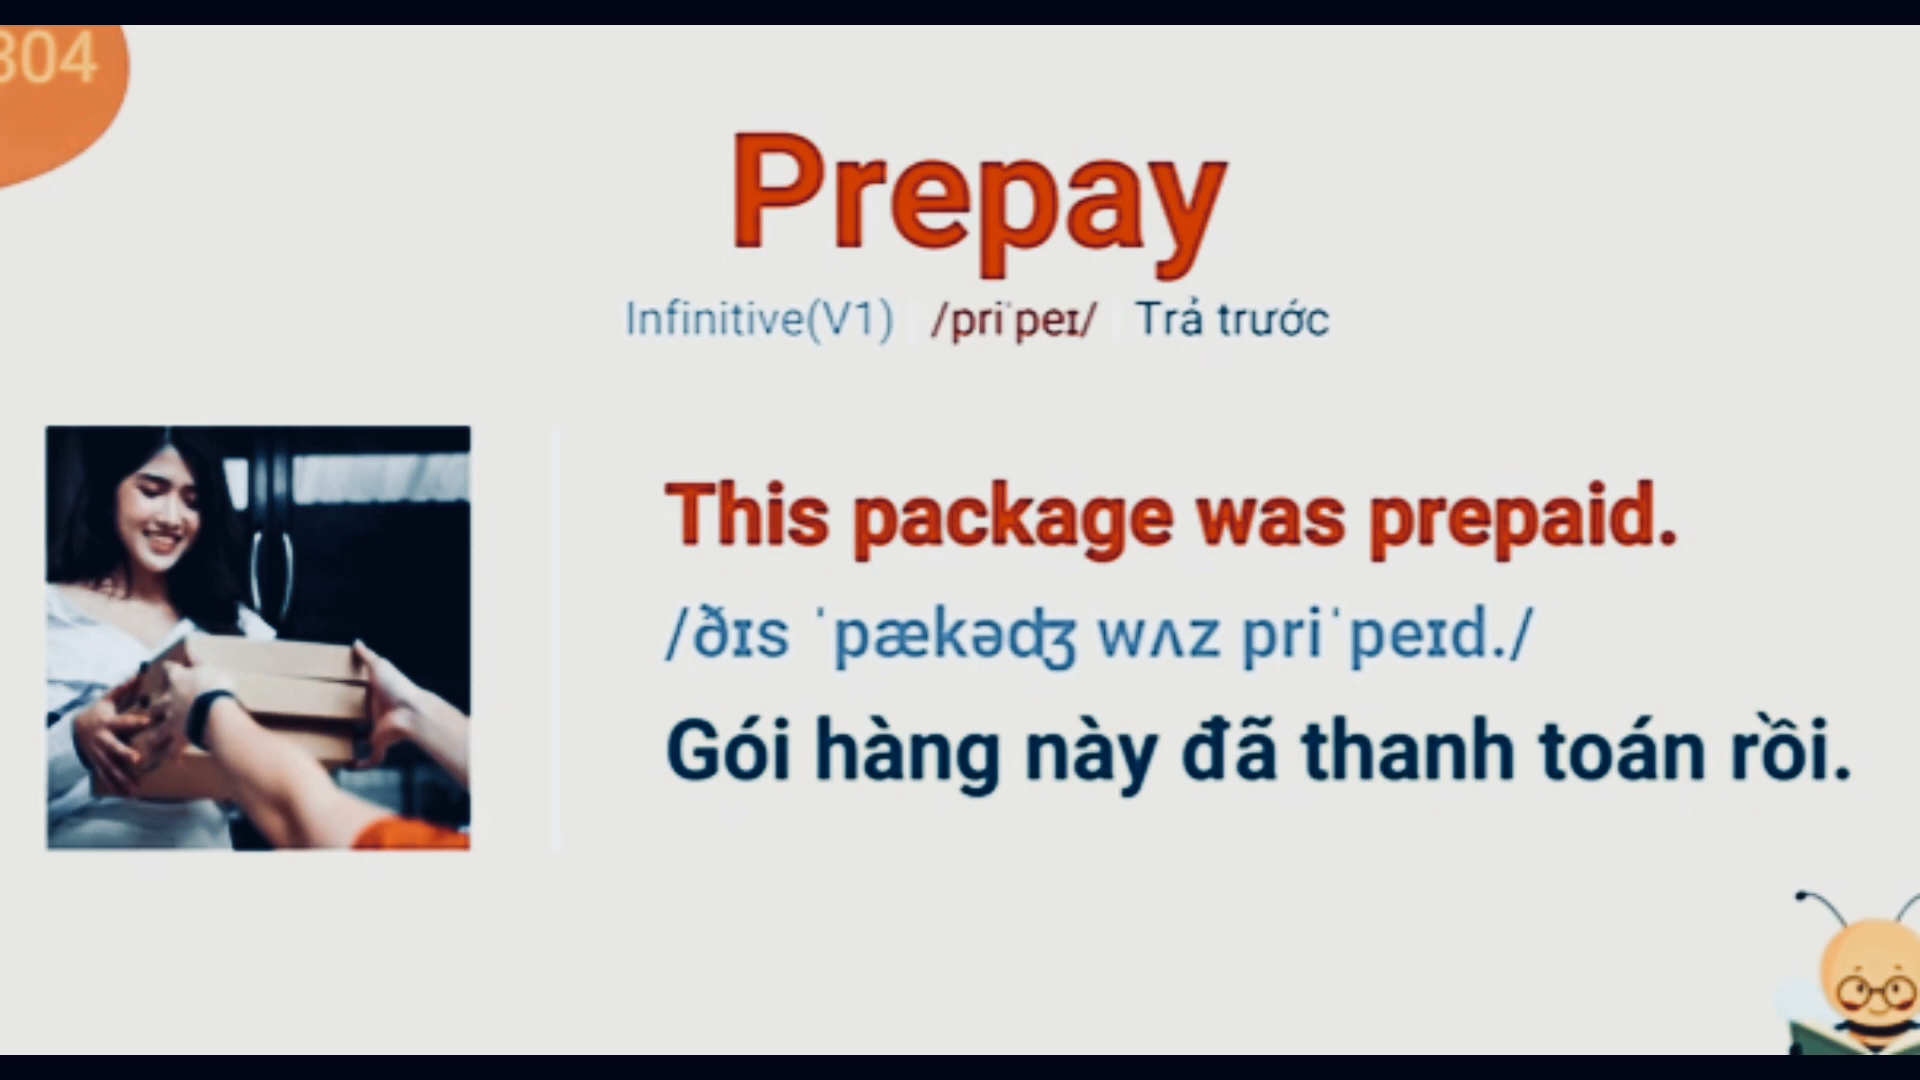 304
Prepay
Infinitive(V1) /priˈpeɪ/ Trả trước
This package was prepaid.
/ðɪs ˈpækəʤ wʌz priˈpeɪd./
Gói hàng này đã thanh toán rồi.